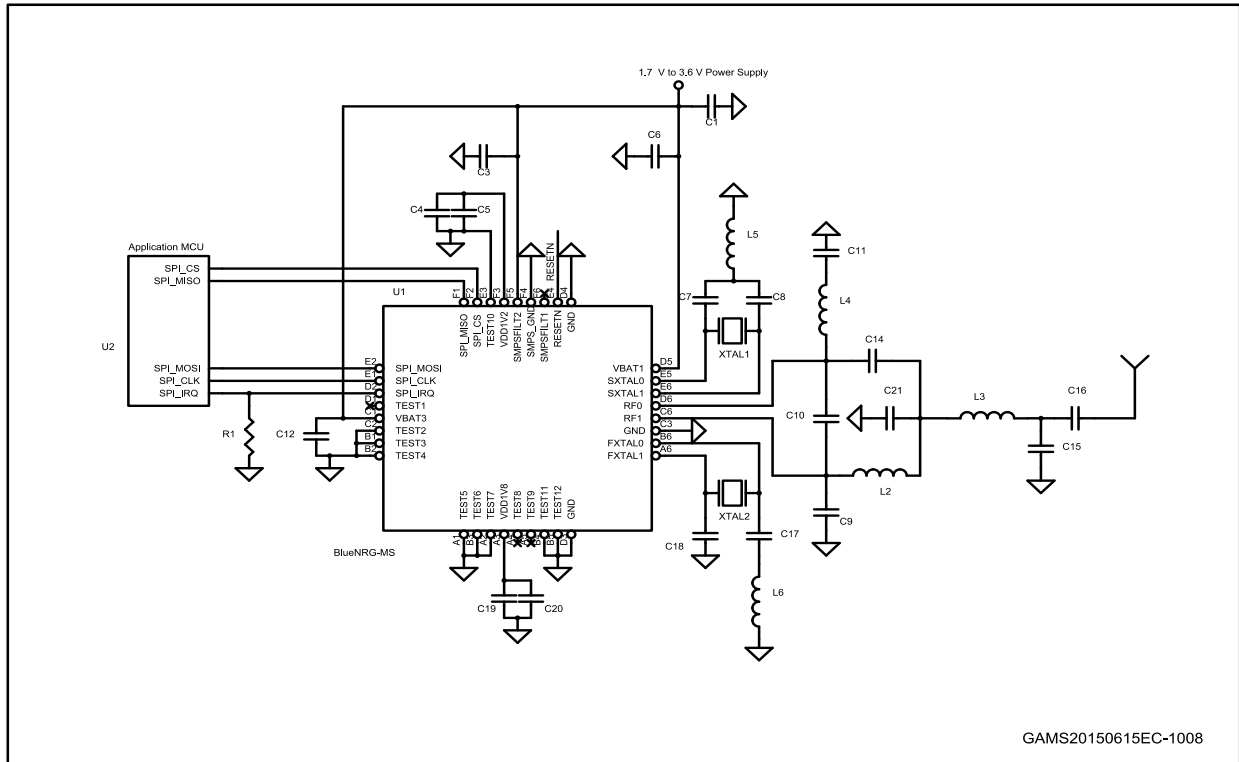 1.7 V to 3.6 V Power Supply
C1
C6
C3
C4
C5
L5
C11
Application MCU
SPI_CS
SPI_MISO
RESETN
U1
F1
F2
E3
F3
F5
F4
F6
E4
D4
C7
C8
L4
SPI_MISO
SPI_CS
TEST10
VDD1V2
SMPSFILT2
SMPS_GND
SMPSFILT1
RESETN
GND
XTAL1
C14
U2
SPI_MOSI
SPI_CLK
SPI_IRQ
E2
E1
D2
D1
C1
C2
B1
B2
SPI_MOSI
SPI_CLK
SPI_IRQ
TEST1
VBAT3
TEST2
TEST3
TEST4
VBAT1
SXTAL0
SXTAL1
RF0
RF1
GND
FXTAL0
FXTAL1
D5
E5
E6
D6
C6
C3
B6
A6
C21
C10
L3
C16
R1
C12
C15
L2
XTAL2
TEST5
TEST6
TEST7
VDD1V8
TEST8
TEST9
TEST11
TEST12
GND
A1
C9
C18
C17
BlueNRG-MS
C19
C20
L6
GAMS20150615EC-1008